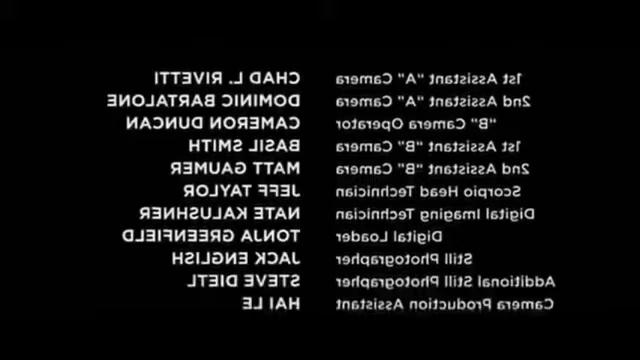 1st Assistant "A" Camera CHAD L. RIVETTI
2nd Assistant "A" Camera DOMINIC BARTALONE
"B" Camera Operator CAMERON DUNCAN
1st Assistant "B" Camera BASIL SMITH
2nd Assistant "B" Camera MATT GAUMER
Scorpio Head Technician JEFF TAYLOR
Digital Imaging Technician NATE KALUSHNER
Digital Loader TONJA GREENFIELD
Still Photographer JACK ENGLISH
Additional Still Photographer STEVE DIETL
Camera Production Assistant HAI LE